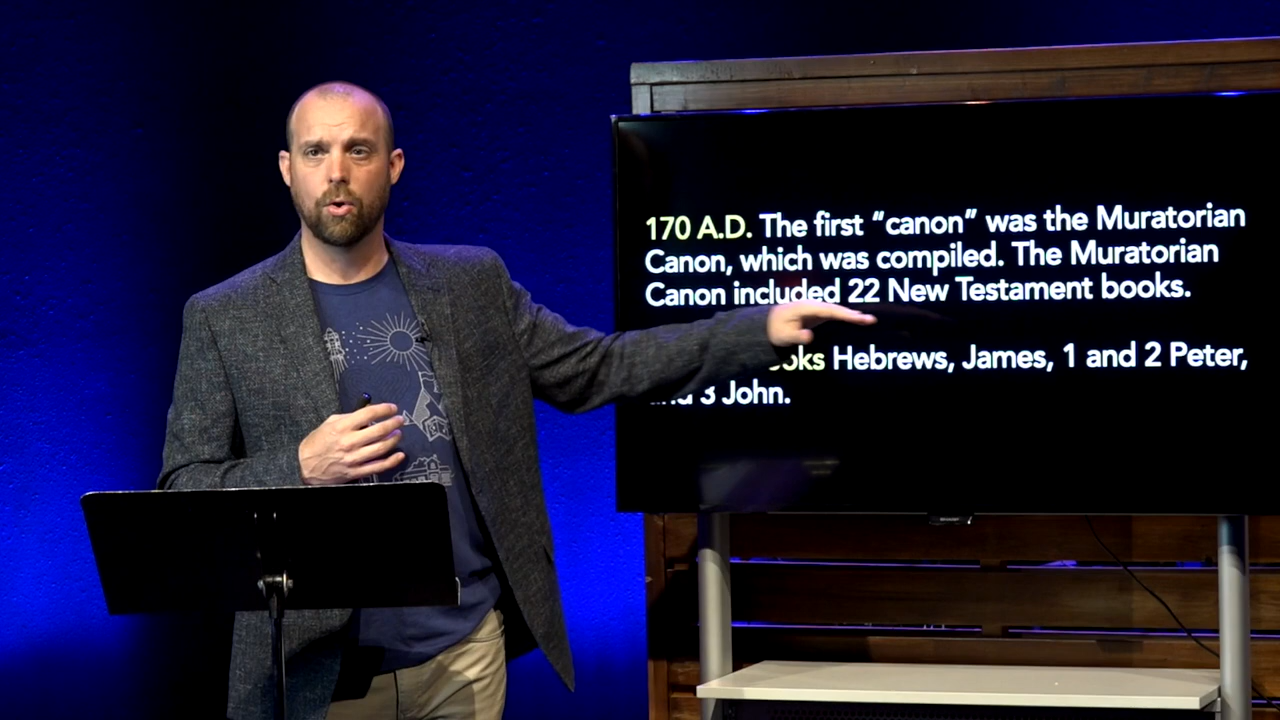 170 A.D. The first “canon” was the Muratorian
Canon, which was compiled. The Muratorian
Canon included 22 New Testament books.
Hebrews, James, 1 and 2 Peter,
3 John.